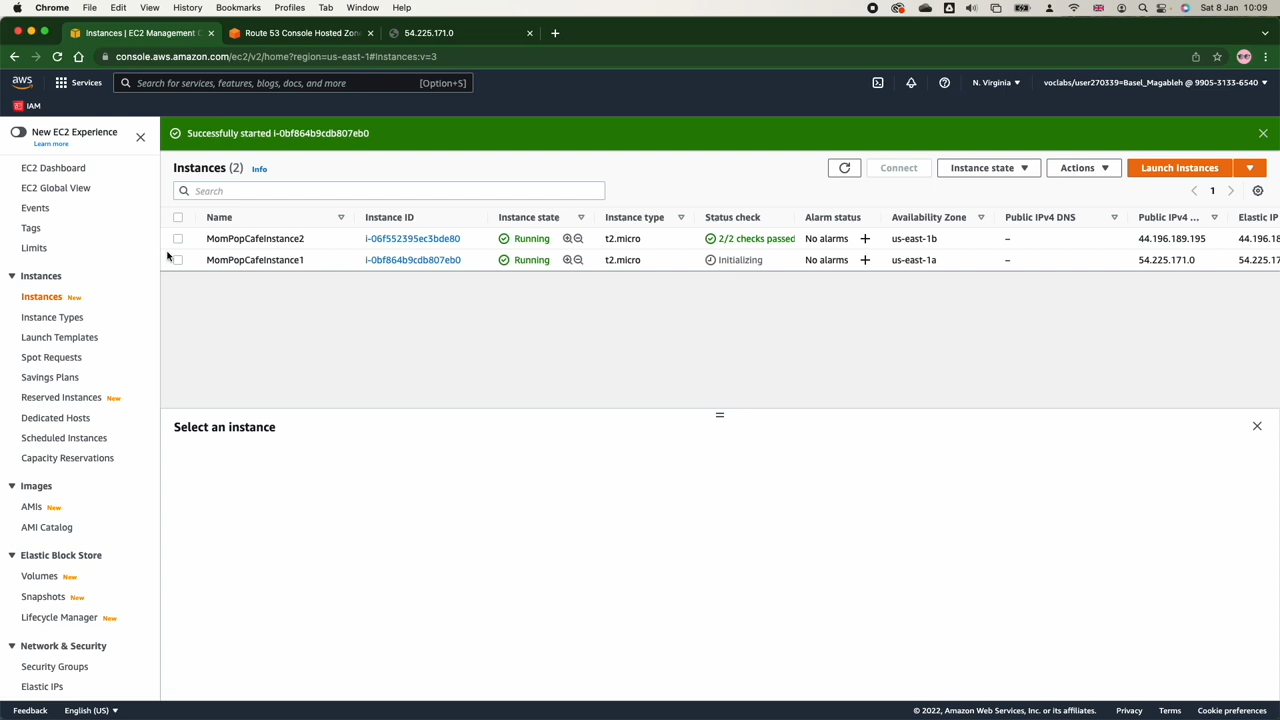 Chrome File Edit View History Bookmarks Profiles Tab Window Help Sat 8 Jan 10:09
Instances | EC2 Management C Route 53 Console Hosted Zon 54.225.171.0
console.aws.amazon.com/ec2/v2/home?region=us-east-1#Instances:v=3
aws Services Search for services, features, blogs, docs, and more [Option+S] N. Virginia voclabs/user270339=Basel_Magableh @ 9905-3133-6540
IAM
New EC2 Experience
Learn more
EC2 Dashboard
EC2 Global View
Events
Tags
Limits
Instances
Instances New
Instance Types
Launch Templates
Spot Requests
Savings Plans
Reserved Instances New
Dedicated Hosts
Scheduled Instances
Capacity Reservations
Images
AMIs New
AMI Catalog
Elastic Block Store
Volumes New
Snapshots New
Lifecycle Manager New
Network & Security
Security Groups
Elastic IPs
Successfully started i-0bf864b9cdb807eb0
Instances (2) Info Connect Instance state Actions Launch instances
Search 1
Name Instance ID Instance state Instance type Status check Alarm status Availability Zone Public IPv4 DNS Public IPv4 ... Elastic IP
MomPopCafeInstance2 i-06f552395ec3bde80 Running t2.micro 2/2 checks passed No alarms us-east-1b – 44.196.189.195 44.196.18
MomPopCafeInstance1 i-0bf864b9cdb807eb0 Running t2.micro Initializing No alarms us-east-1a – 54.225.171.0 54.225.17
Select an instance
Feedback English (US) © 2022, Amazon Web Services, Inc. or its affiliates. Privacy Terms Cookie preferences